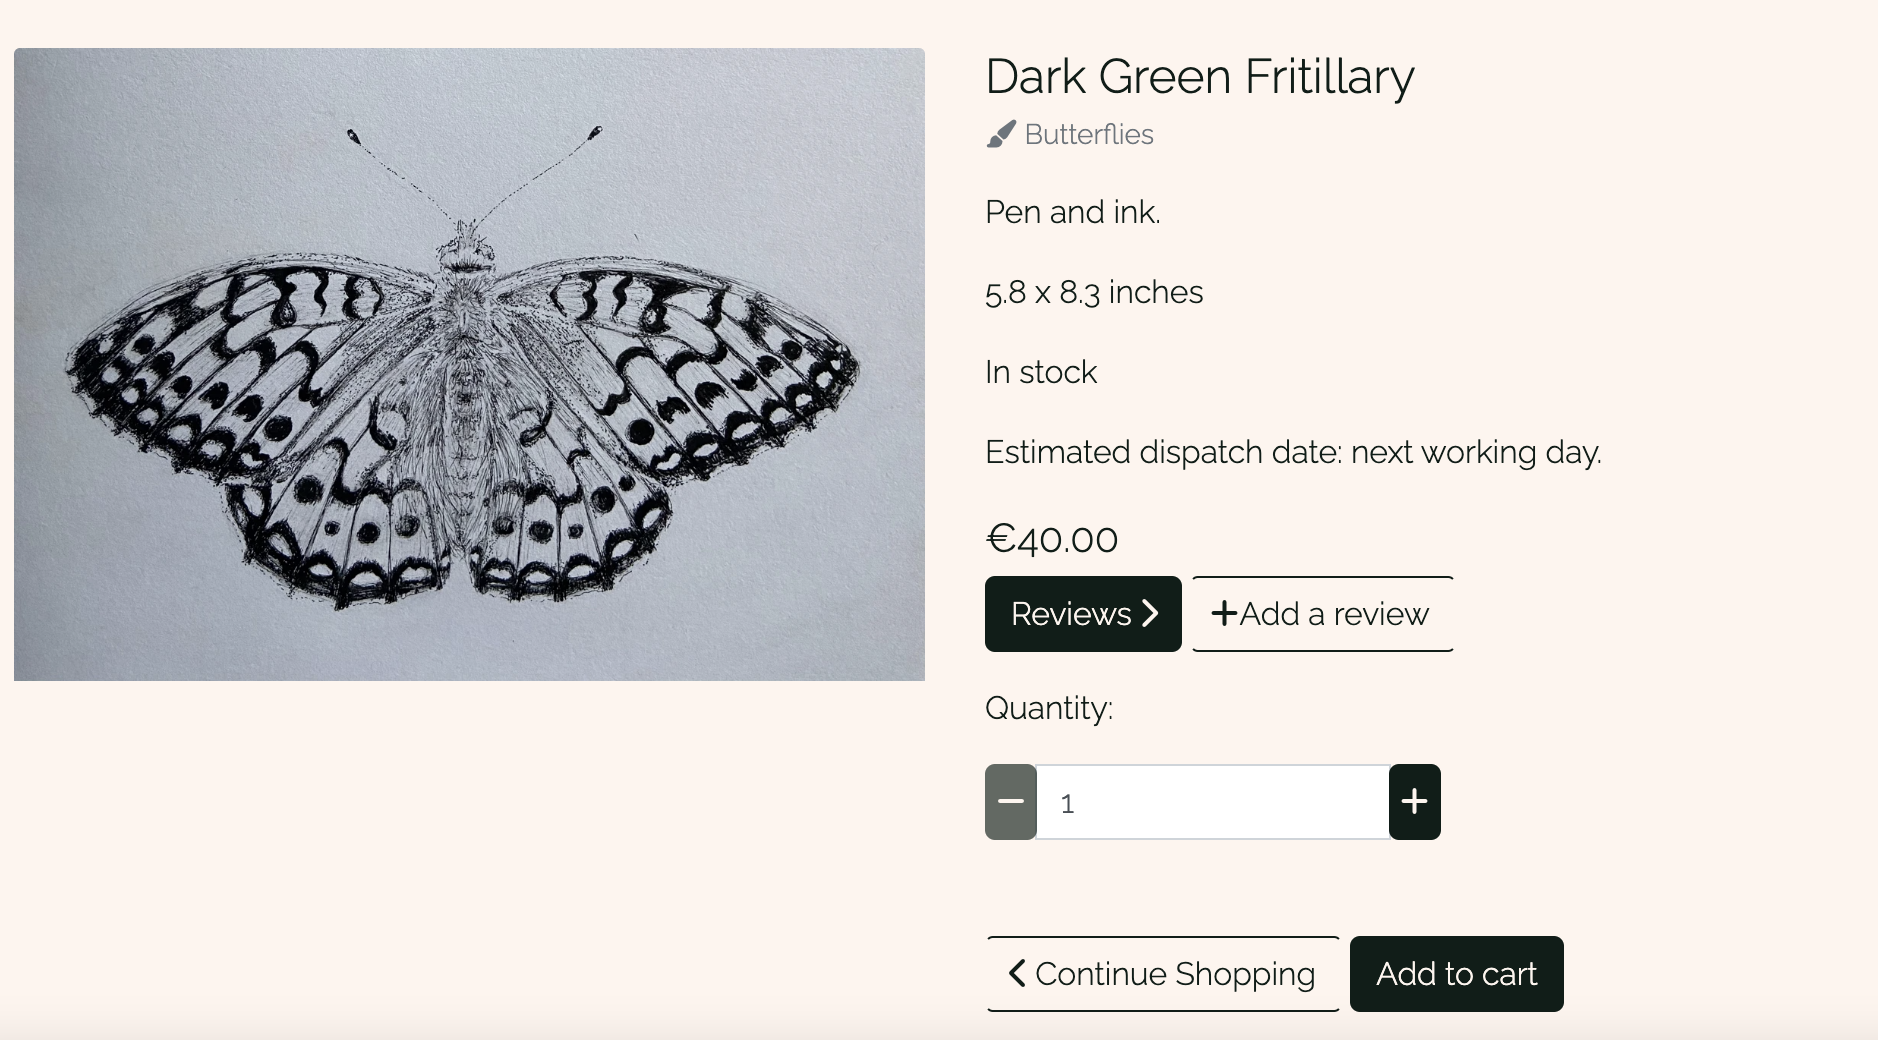 Dark Green Fritillary
Butterflies
Pen and ink.
5.8 x 8.3 inches
In stock
Estimated dispatch date: next working day.
€40.00
Reviews
+Add a review
Quantity:
1
Continue Shopping
Add to cart